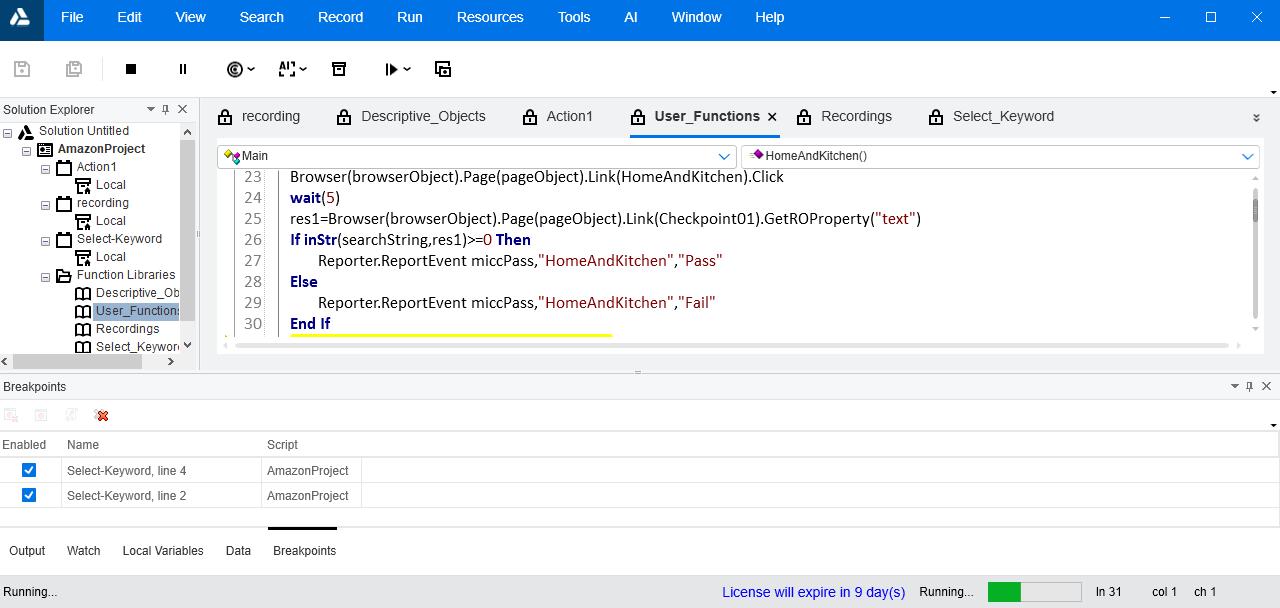 File Edit View Search Record Run Resources Tools AI Window Help
Solution Explorer
Solution Untitled
AmazonProject
Action1
Local
recording
Local
Select-Keyword
Local
Function Libraries
Descriptive_Ob
User_Functions
Recordings
Select_Keywor
recording Descriptive_Objects Action1 User_Functions Recordings Select_Keyword
Main HomeAndKitchen()
23 Browser(browserObject).Page(pageObject).Link(HomeAndKitchen).Click
24 wait(5)
25 res1=Browser(browserObject).Page(pageObject).Link(Checkpoint01).GetROProperty("text")
26 If inStr(searchString,res1)>=0 Then
27 Reporter.ReportEvent miccPass,"HomeAndKitchen","Pass"
28 Else
29 Reporter.ReportEvent miccPass,"HomeAndKitchen","Fail"
30 End If
Breakpoints
Enabled Name Script
Select-Keyword, line 4 AmazonProject
Select-Keyword, line 2 AmazonProject
Output Watch Local Variables Data Breakpoints
Running... License will expire in 9 day(s) Running... ln 31 col 1 ch 1